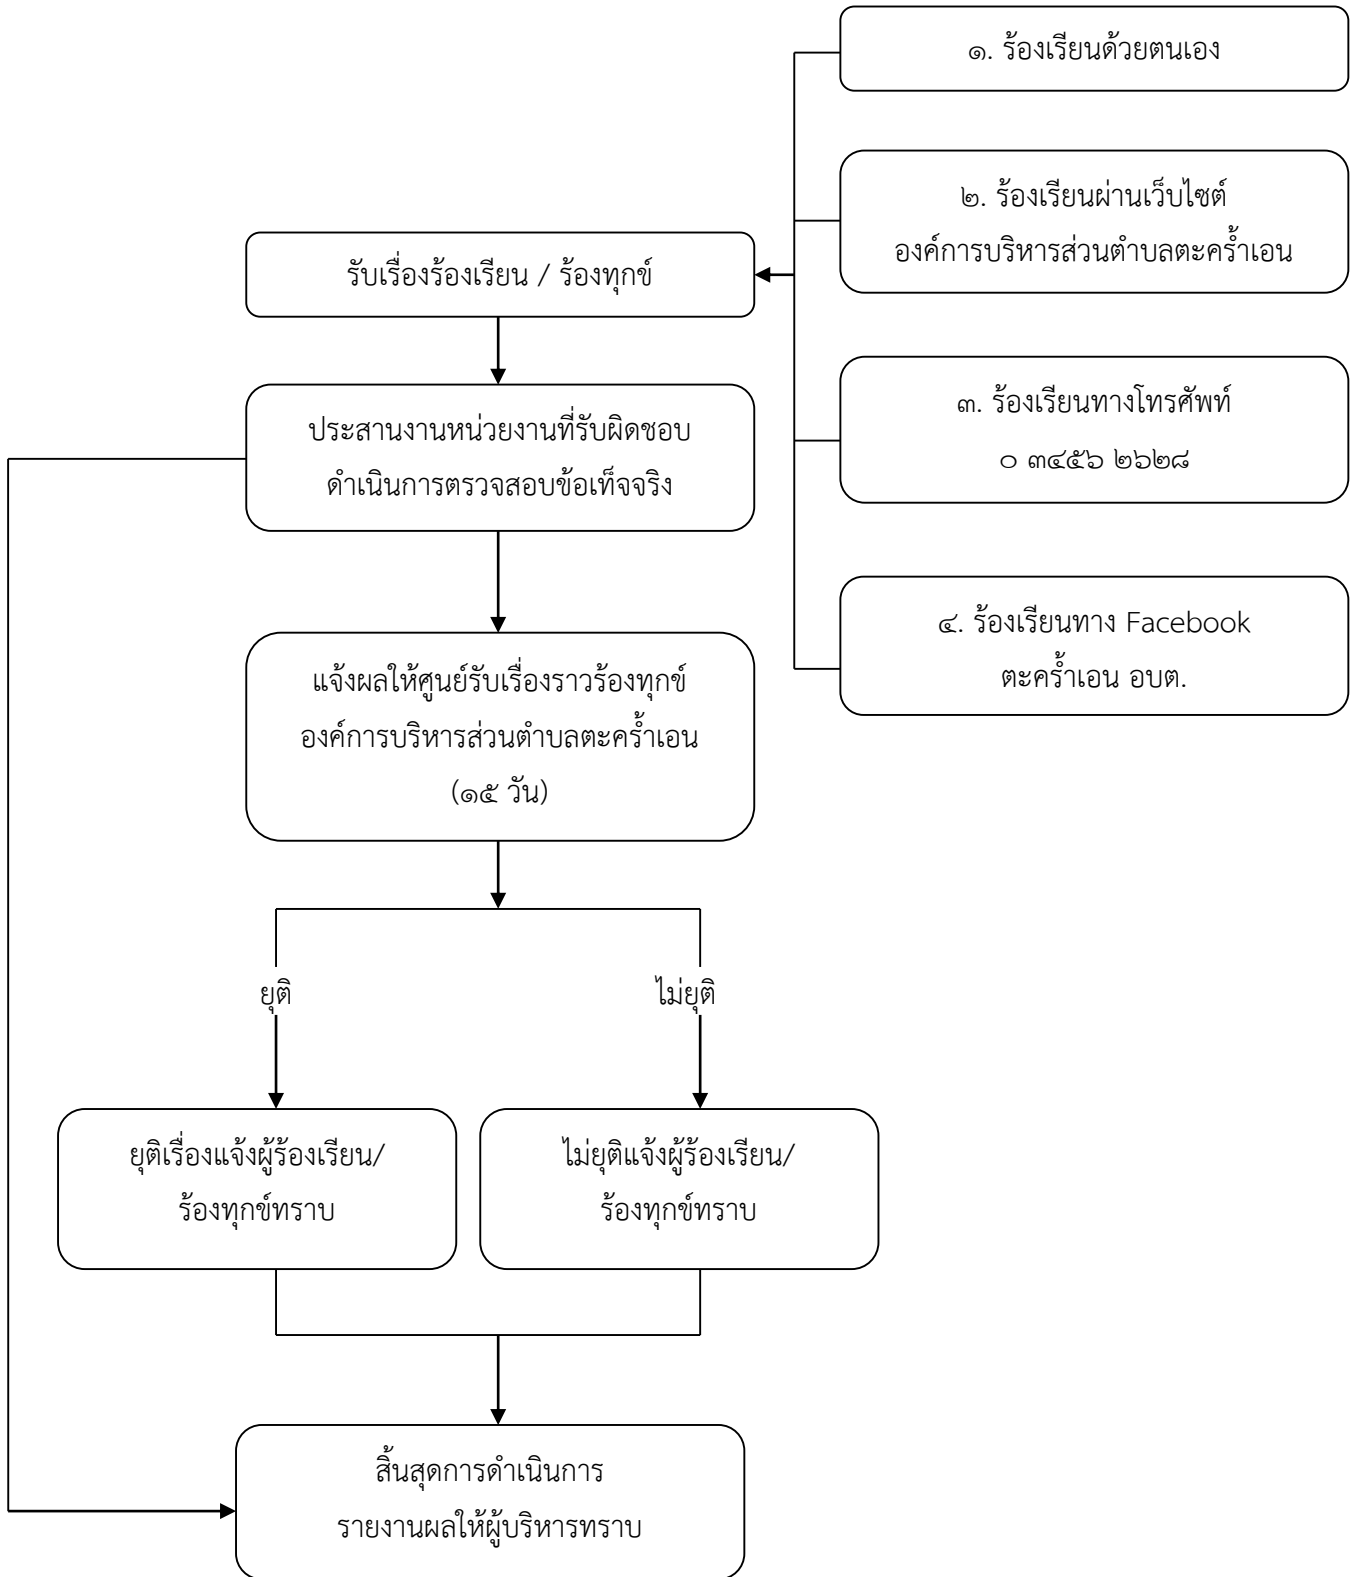 ๑. ร้องเรียนด้วยตนเอง
๒. ร้องเรียนผ่านเว็บไซต์
องค์การบริหารส่วนตำบลตะคร้ำเอน
๓. ร้องเรียนทางโทรศัพท์
๐ ๓๔๕๖ ๒๖๒๘
๔. ร้องเรียนทาง Facebook
ตะคร้ำเอน อบต.
รับเรื่องร้องเรียน / ร้องทุกข์
ประสานงานหน่วยงานที่รับผิดชอบ
ดำเนินการตรวจสอบข้อเท็จจริง
แจ้งผลให้ศูนย์รับเรื่องราวร้องทุกข์
องค์การบริหารส่วนตำบลตะคร้ำเอน
(๑๕ วัน)
ยุติ
ไม่ยุติ
ยุติเรื่องแจ้งผู้ร้องเรียน/
ร้องทุกข์ทราบ
ไม่ยุติแจ้งผู้ร้องเรียน/
ร้องทุกข์ทราบ
สิ้นสุดการดำเนินการ
รายงานผลให้ผู้บริหารทราบ